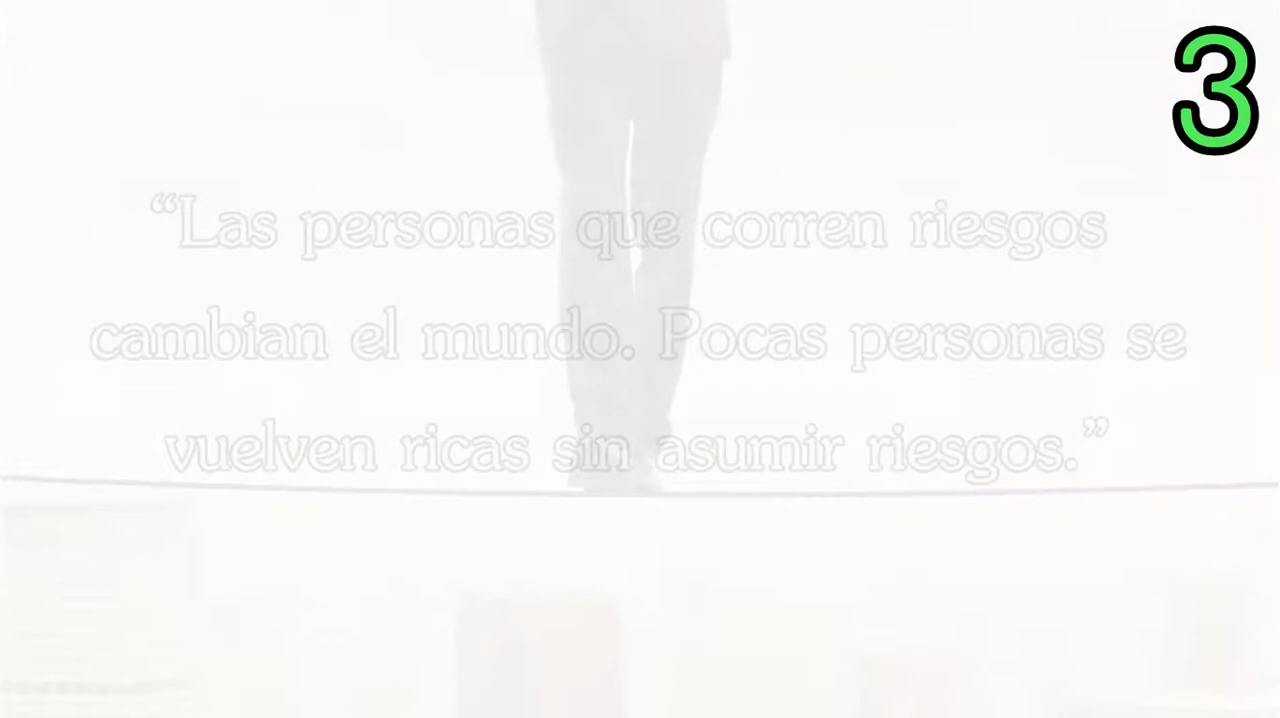 3
“Las personas que corren riesgos
cambian el mundo. Pocas personas se
vuelven ricas sin asumir riesgos.”